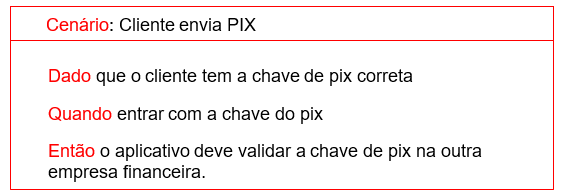 Cenário: Cliente envia PIX
Dado que o cliente tem a chave de pix correta
Quando entrar com a chave do pix
Então o aplicativo deve validar a chave de pix na outra
empresa financeira.